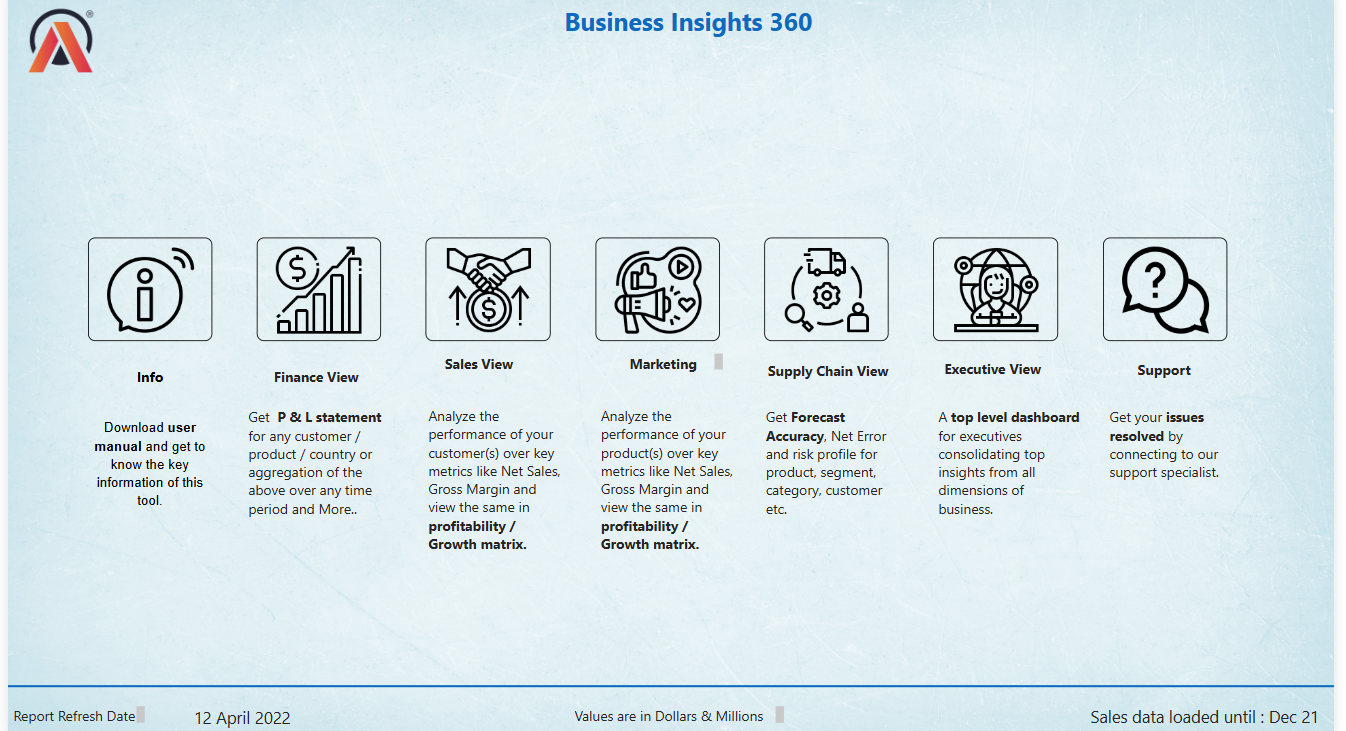 Business Insights 360
®
Info
Download user
manual and get to
know the key
information of this
tool.
Finance View
Get P & L statement
for any customer /
product / country or
aggregation of the
above over any time
period and More..
Sales View
Analyze the
performance of your
customer(s) over key
metrics like Net Sales,
Gross Margin and
view the same in
profitability /
Growth matrix.
Marketing
Analyze the
performance of your
product(s) over key
metrics like Net Sales,
Gross Margin and
view the same in
profitability /
Growth matrix.
Supply Chain View
Get Forecast
Accuracy, Net Error
and risk profile for
product, segment,
category, customer
etc.
Executive View
A top level dashboard
for executives
consolidating top
insights from all
dimensions of
business.
Support
Get your issues
resolved by
connecting to our
support specialist.
Report Refresh Date 12 April 2022
Values are in Dollars & Millions
Sales data loaded until : Dec 21